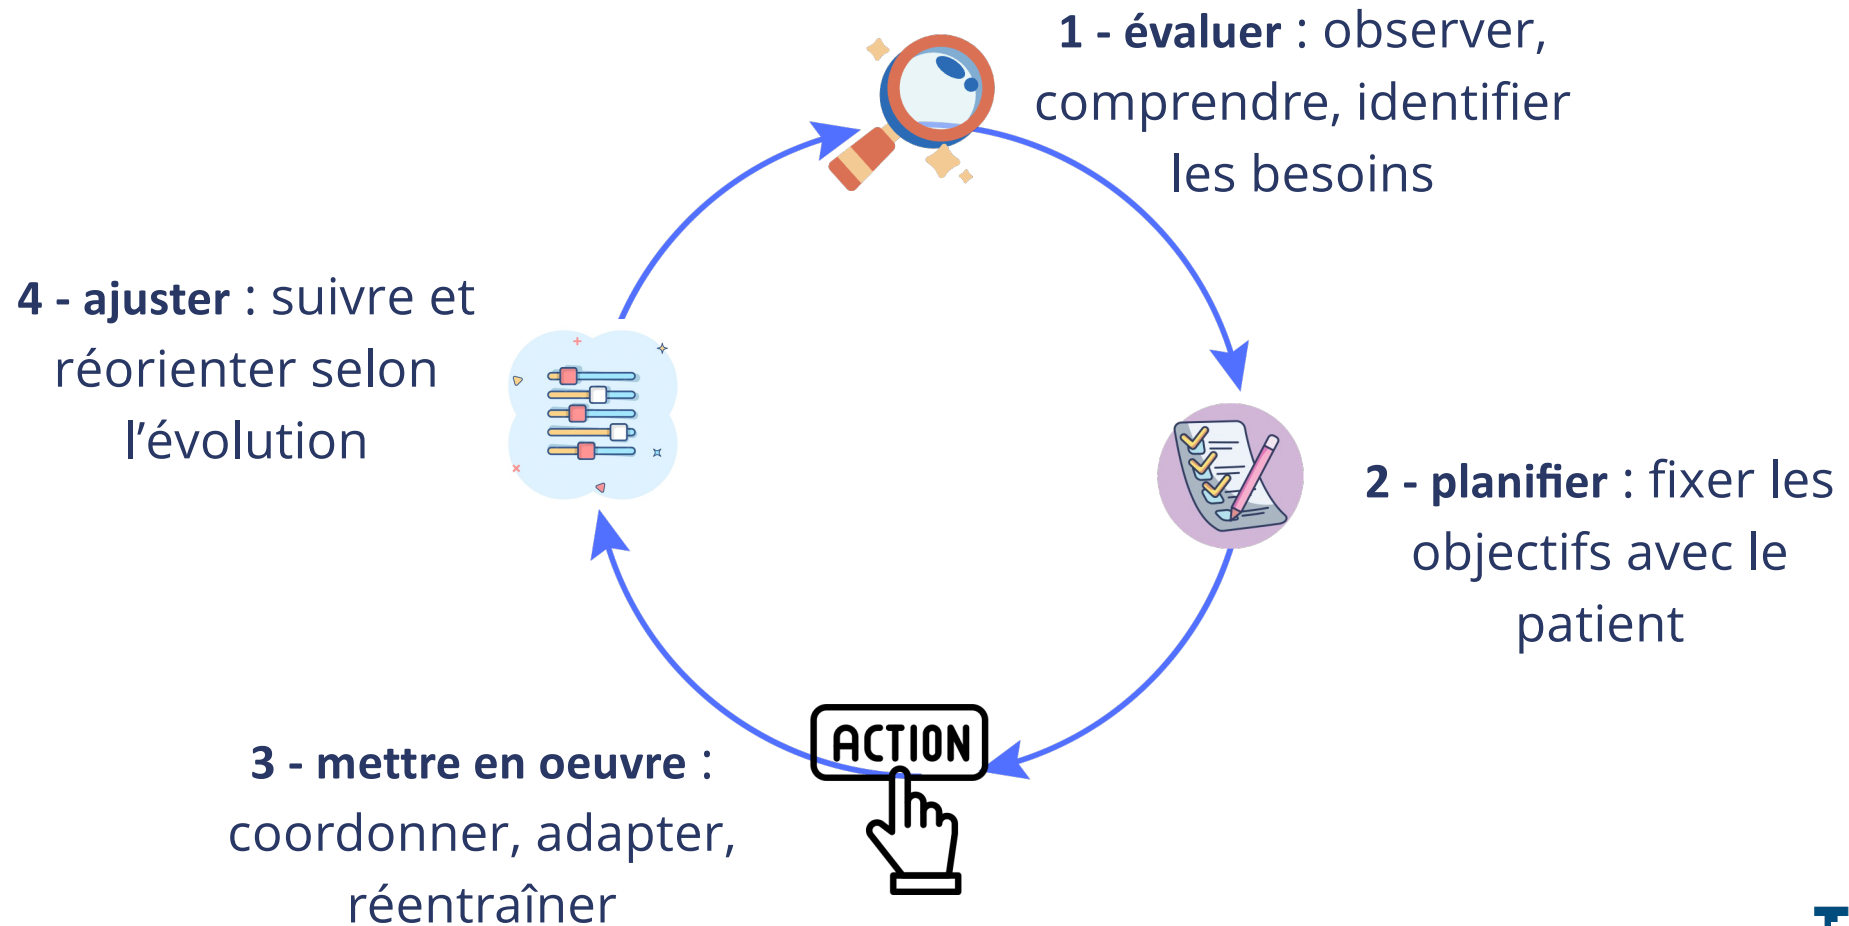 1 - évaluer : observer,
comprendre, identifier
les besoins
2 - planifier : fixer les
objectifs avec le
patient
ACTION
3 - mettre en oeuvre :
coordonner, adapter,
réentraîner
4 - ajuster : suivre et
réorienter selon
l’évolution